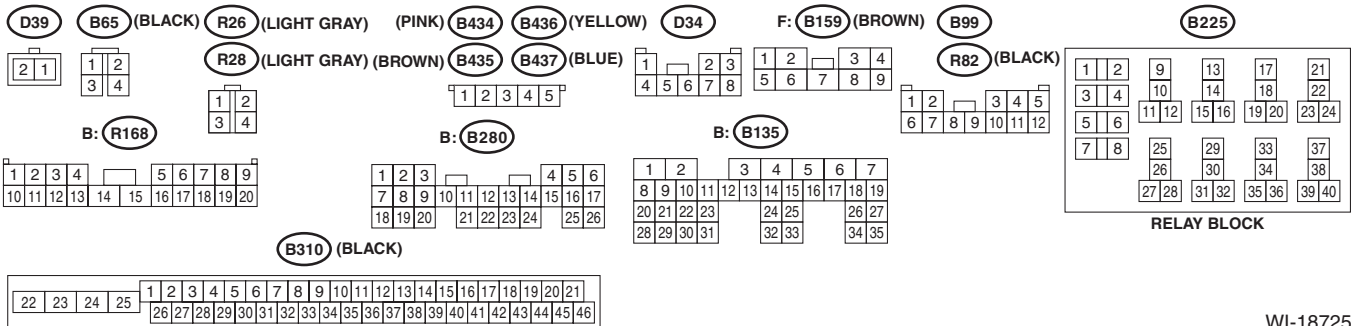 D39 B65 (BLACK) R26 (LIGHT GRAY) (PINK) B434 B436 (YELLOW) D34 F: B159 (BROWN) B99 B225
R28 (LIGHT GRAY) (BROWN) B435 B437 (BLUE) R82 (BLACK)
2 1
1 2
3 4
1 2
3 4
1 2 3 4 5
1 2 3
4 5 6 7 8
1 2 3 4
5 6 7 8 9
1 2 3 4 5
6 7 8 9 10 11 12
1 2 9 13 17 21
3 4 10 14 18 22
11 12 15 16 19 20 23 24
5 6
7 8 25 29 33 37
26 30 34 38
27 28 31 32 35 36 39 40
RELAY BLOCK
B: R168
1 2 3 4 5 6 7 8 9
10 11 12 13 14 15 16 17 18 19 20
B: B280
1 2 3 4 5 6
7 8 9 10 11 12 13 14 15 16 17
18 19 20 21 22 23 24 25 26
B: B135
1 2 3 4 5 6 7
8 9 10 11 12 13 14 15 16 17 18 19
20 21 22 23 24 25 26 27
28 29 30 31 32 33 34 35
B310 (BLACK)
22 23 24 25 1 2 3 4 5 6 7 8 9 10 11 12 13 14 15 16 17 18 19 20 21
26 27 28 29 30 31 32 33 34 35 36 37 38 39 40 41 42 43 44 45 46
WI-18725